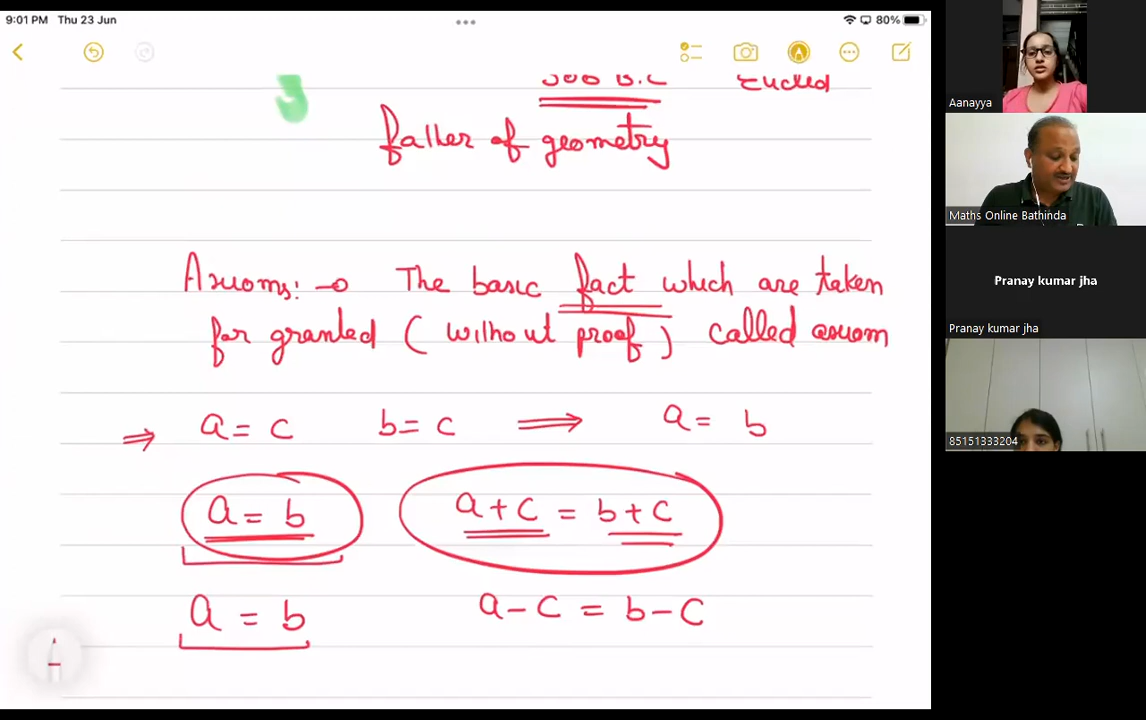 9:01 PM Thu 23 Jun
80%
300 B.C Euclid
father of geometry
Axioms:→ The basic fact which are taken
for granted ( without proof ) called axiom
⇒ a = c b = c ⟹ a = b
a = b a + c = b + c
a = b a - c = b - c
Aanayya
Maths Online Bathinda
Pranay kumar jha
Pranay kumar jha
85151333204